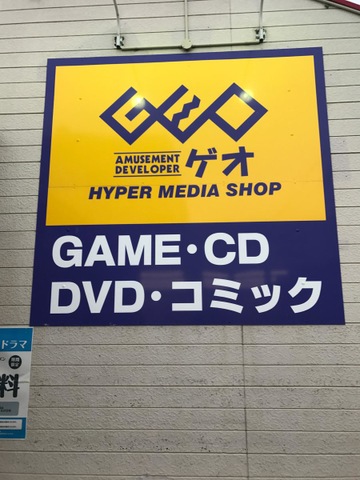 GEO
AMUSEMENT
DEVELOPER ゲオ
HYPER MEDIA SHOP
GAME・CD
DVD・コミック
ドラマ
料